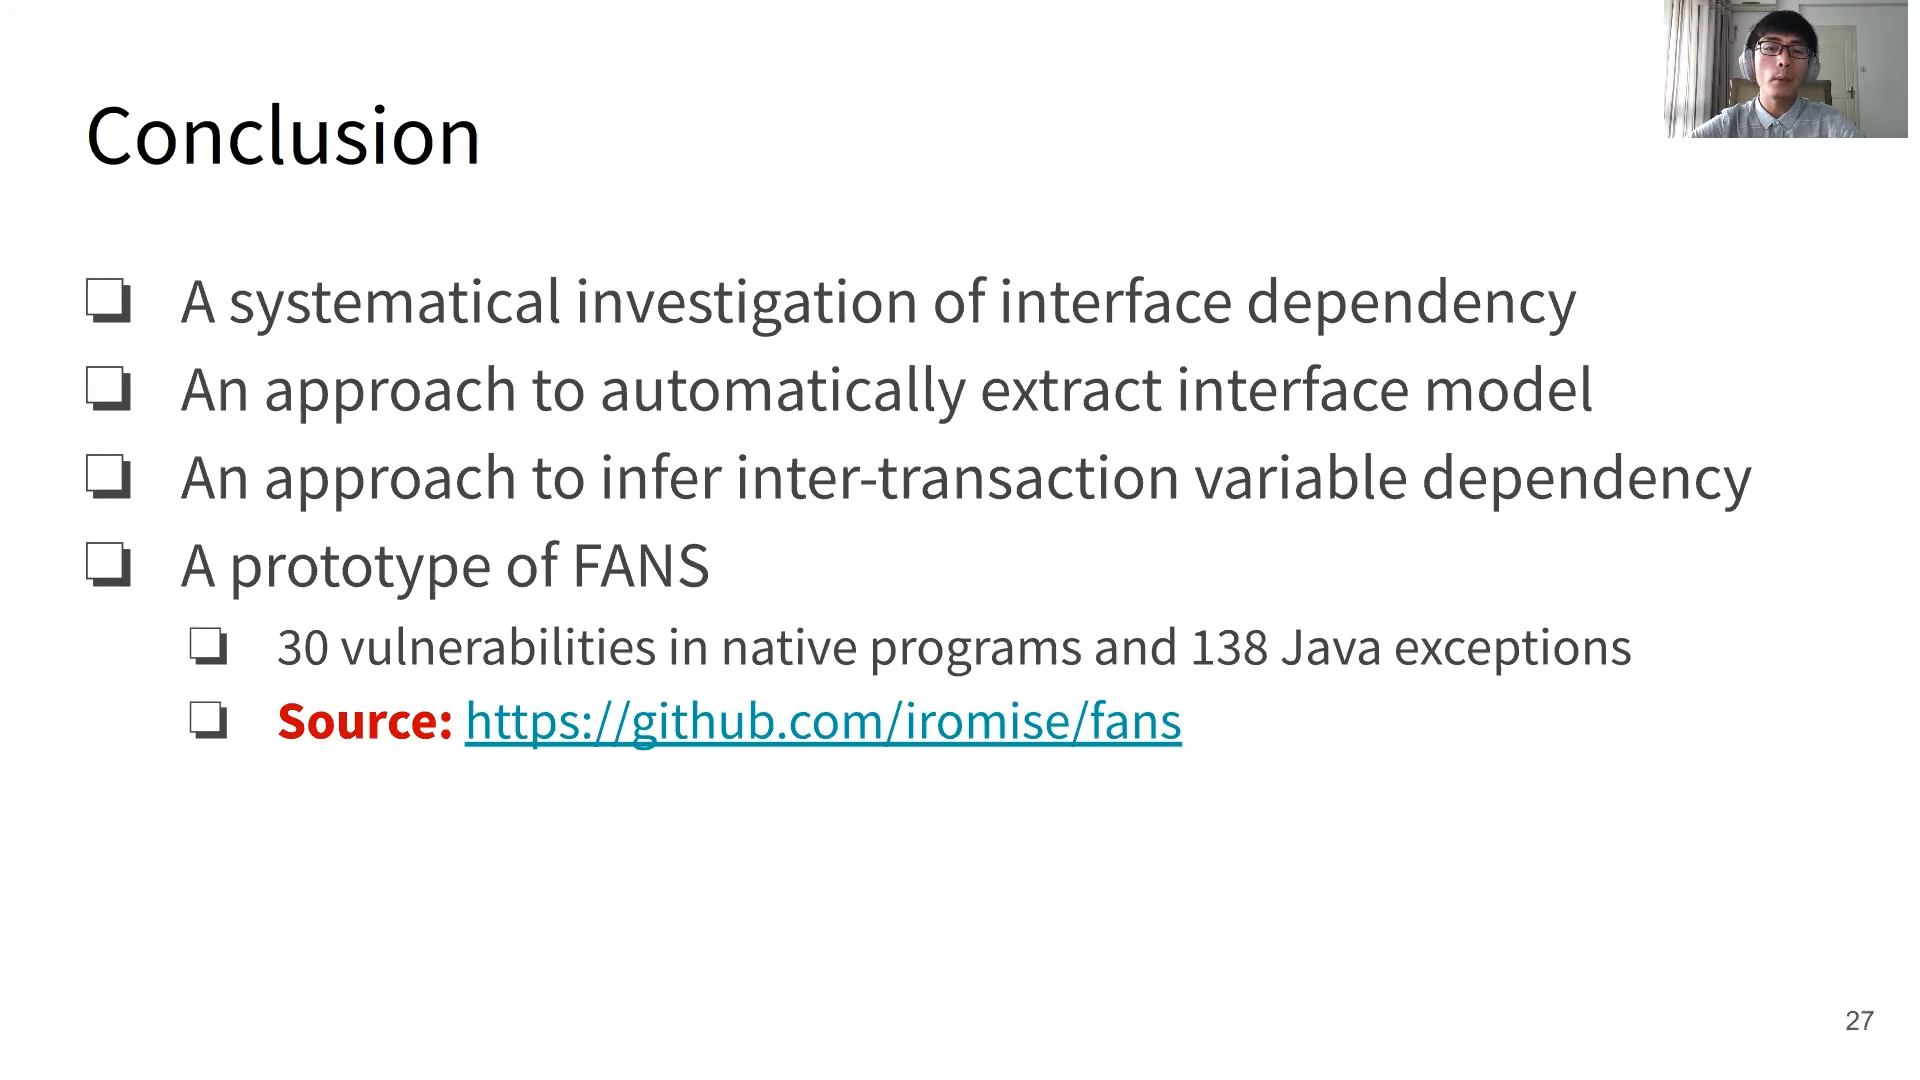 Conclusion
A systematical investigation of interface dependency
An approach to automatically extract interface model
An approach to infer inter-transaction variable dependency
A prototype of FANS
30 vulnerabilities in native programs and 138 Java exceptions
Source: https://github.com/iromise/fans
27